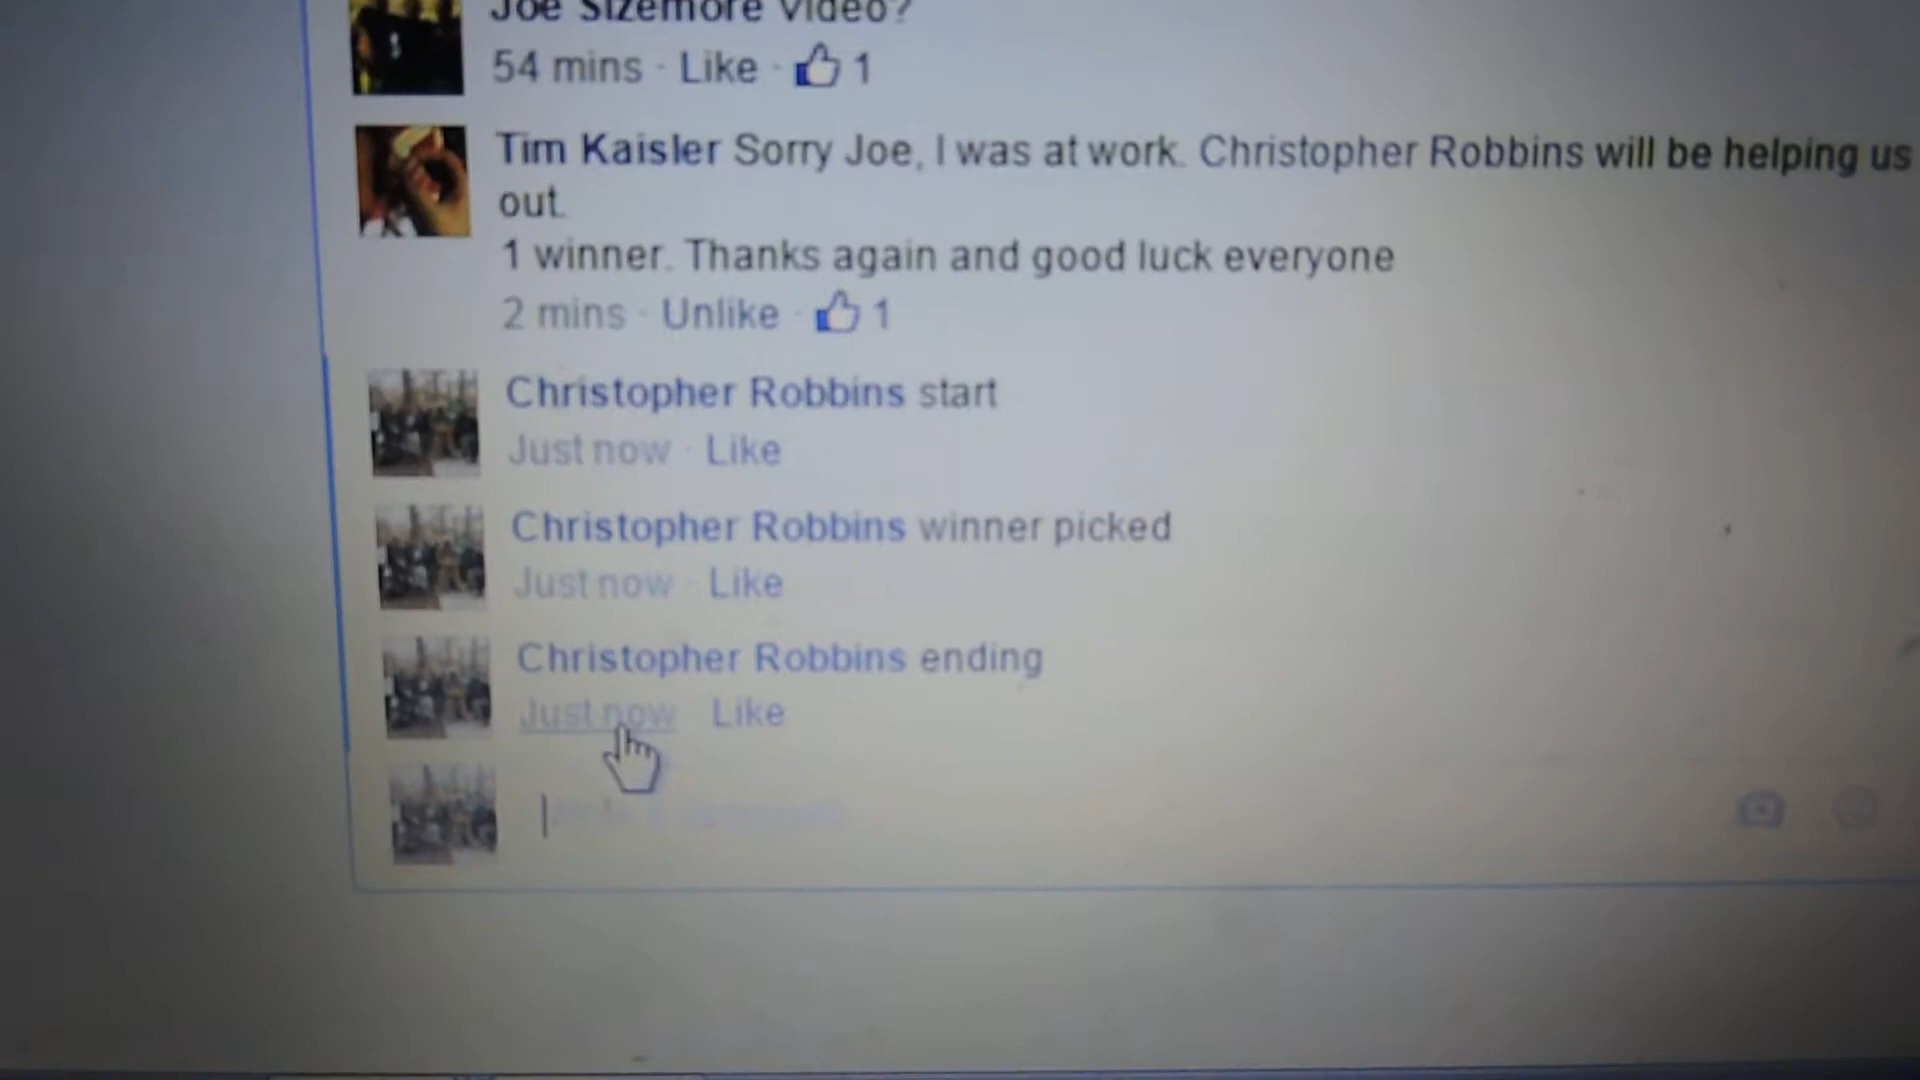 Joe Sizemore Video?
54 mins · Like · 1
Tim Kaisler Sorry Joe, I was at work. Christopher Robbins will be helping us
out.
1 winner. Thanks again and good luck everyone
2 mins · Unlike · 1
Christopher Robbins start
Just now · Like
Christopher Robbins winner picked
Just now · Like
Christopher Robbins ending
Just now Like